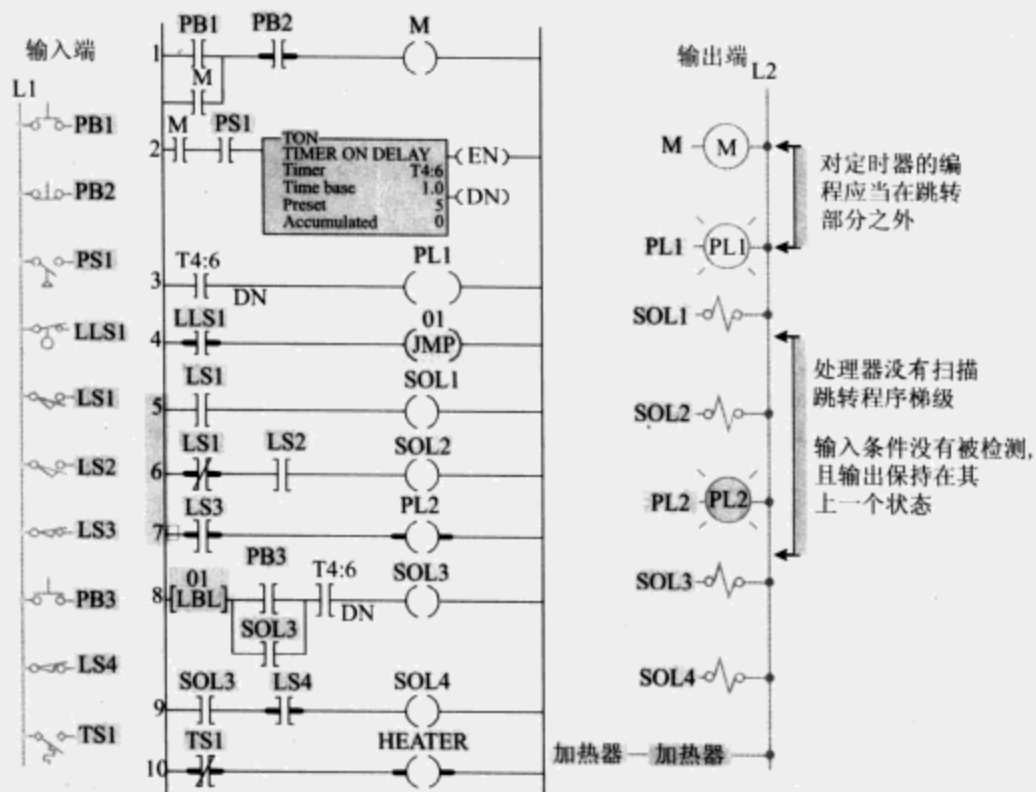 输入端
L1
PB1
PB2
PS1
LLS1
LS1
LS2
LS3
PB3
LS4
TS1
PB1 PB2 M
1
M
M PS1
2
TON
TIMER ON DELAY
Timer T4:6
Time base 1.0
Preset 5
Accumulated 0
(EN)
(DN)
T4:6 PL1
3
DN
LLS1 01
4 (JMP)
LS1 SOL1
5
LS1 LS2 SOL2
6
LS3 PL2
7
01 PB3 T4:6 SOL3
8 [LBL] DN
SOL3
SOL3 LS4 SOL4
9
TS1 HEATER
10
输出端
L2
M M
PL1 PL1
SOL1
SOL2
PL2 PL2
SOL3
SOL4
加热器 加热器
对定时器的编
程应当在跳转
部分之外
处理器没有扫描
跳转程序梯级
输入条件没有被检测,
且输出保持在其
上一个状态